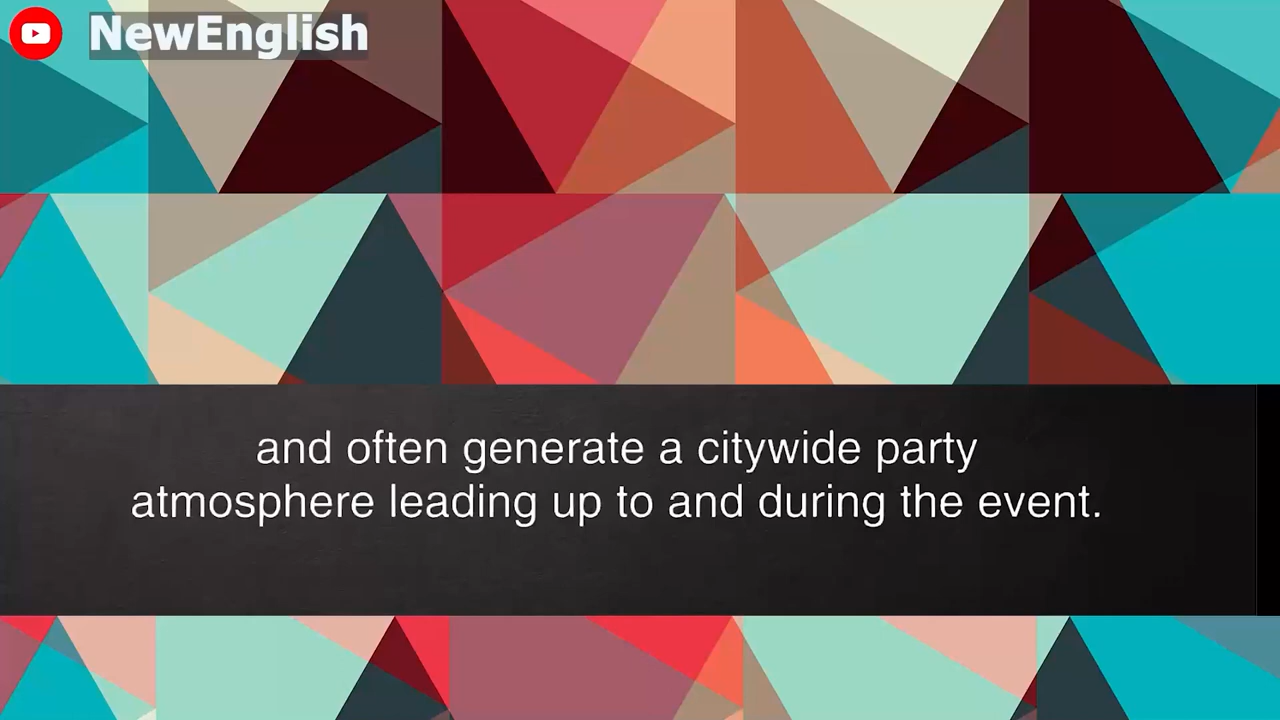 NewEnglish
and often generate a citywide party
atmosphere leading up to and during the event.